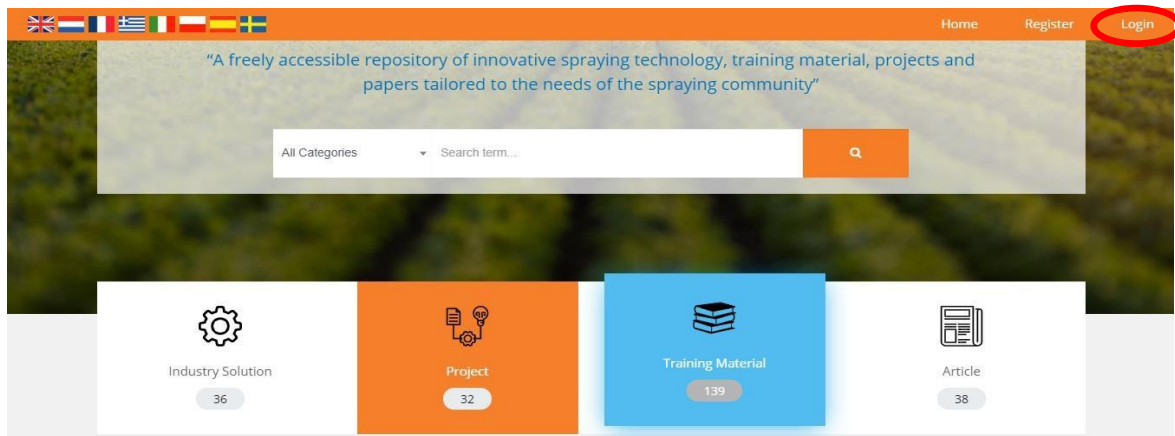 Home Register Login
“A freely accessible repository of innovative spraying technology, training material, projects and
papers tailored to the needs of the spraying community”
All Categories Search term...
Industry Solution Project Training Material Article
36 32 139 38